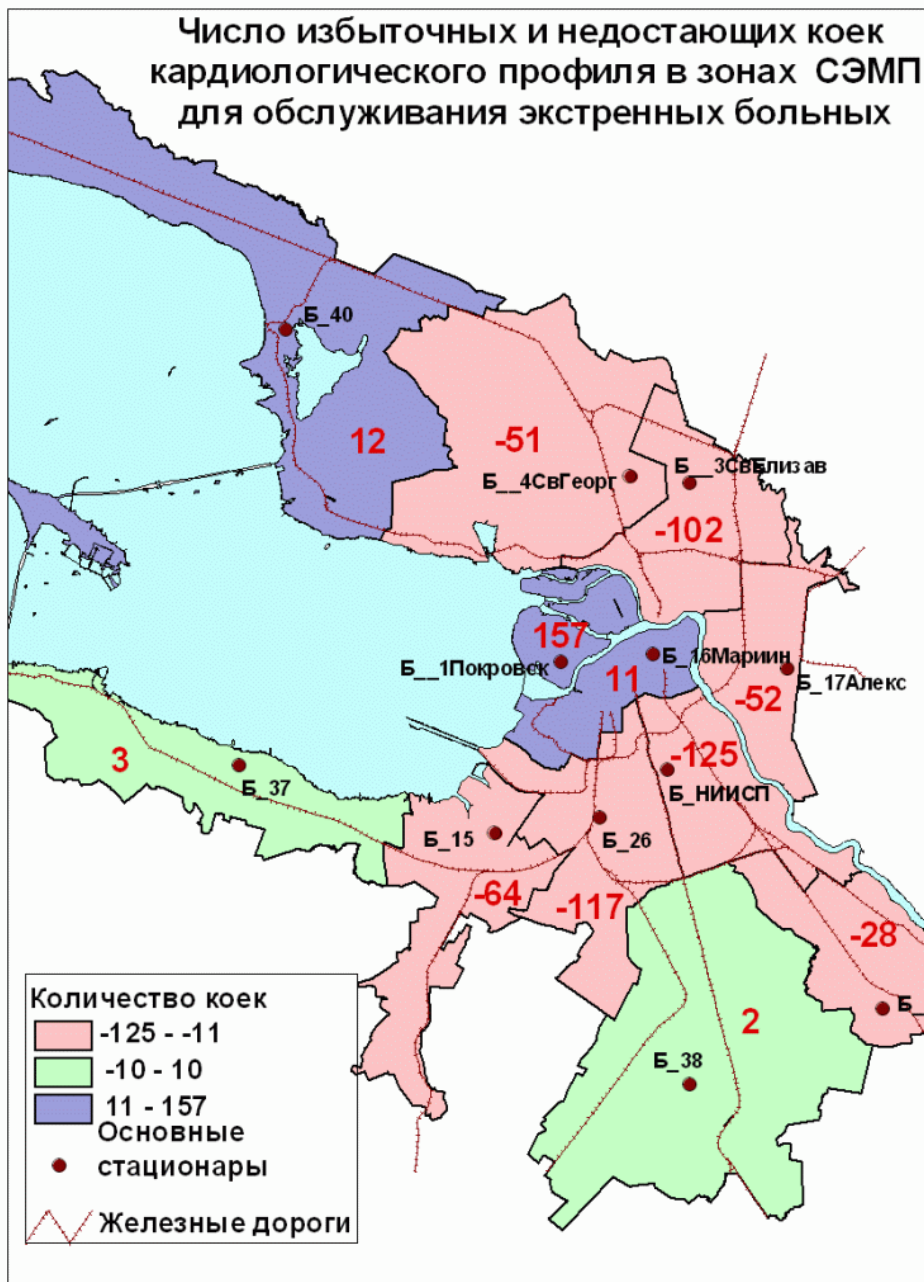 Число избыточных и недостающих коек
кардиологического профиля в зонах СЭМП
для обслуживания экстренных больных
Б_40
12
-51
Б__4СвГеорг
Б__3СвЕлизав
-102
157
Б__1Покровск
Б_16Мариин
11
Б_17Алекс
-52
3
Б_37
-125
Б_НИИСП
Б_15
Б_26
-64
-117
-28
Б_
2
Б_38
Количество коек
-125 - -11
-10 - 10
11 - 157
Основные
стационары
Железные дороги